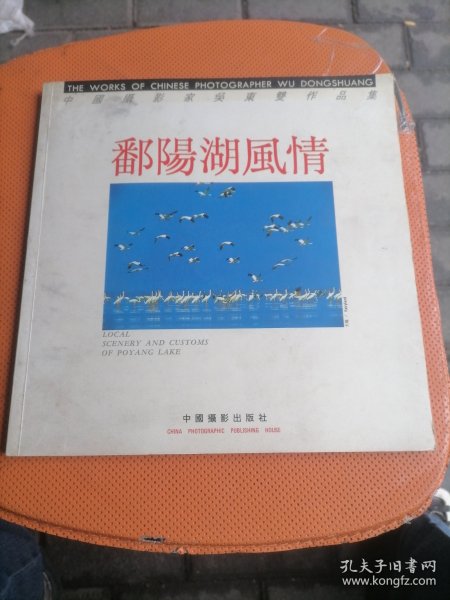 THE WORKS OF CHINESE PHOTOGRAPHER WU DONGSHUANG
中國攝影家吳東雙作品集
鄱陽湖風情
LOCAL
SCENERY AND CUSTOMS
OF POYANG LAKE
中國攝影出版社
CHINA PHOTOGRAPHIC PUBLISHING HOUSE
孔夫子旧书网
www.kongfz.com